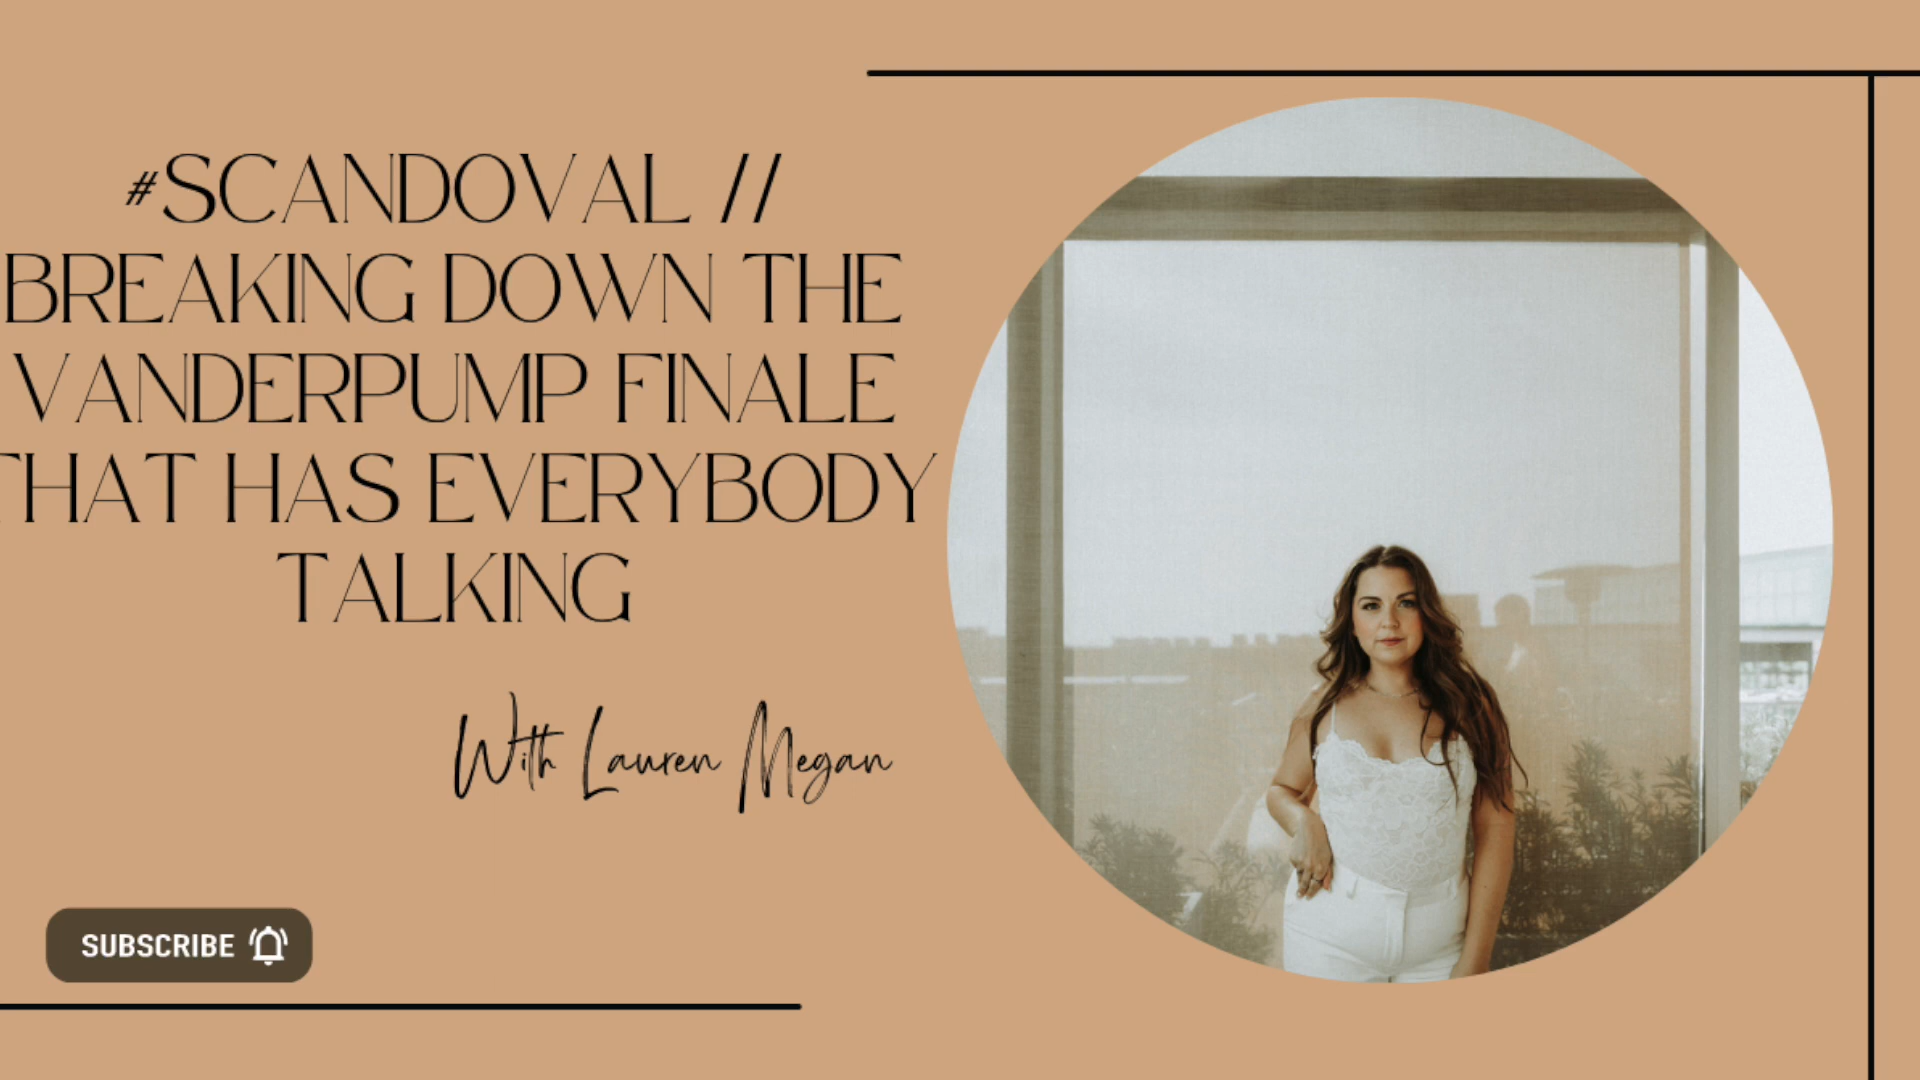 #SCANDOVAL //
BREAKING DOWN THE
VANDERPUMP FINALE
THAT HAS EVERYBODY
TALKING
With Lauren Megan
SUBSCRIBE